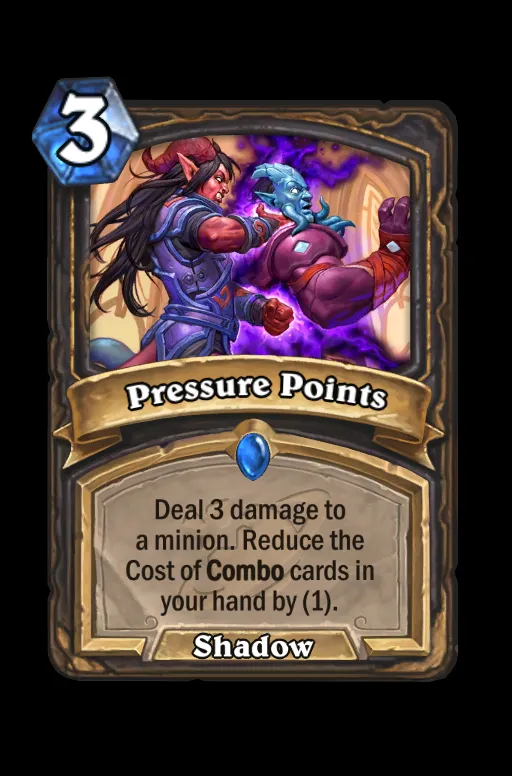 3
Pressure Points
Deal 3 damage to
a minion. Reduce the
Cost of Combo cards in
your hand by (1).
Shadow